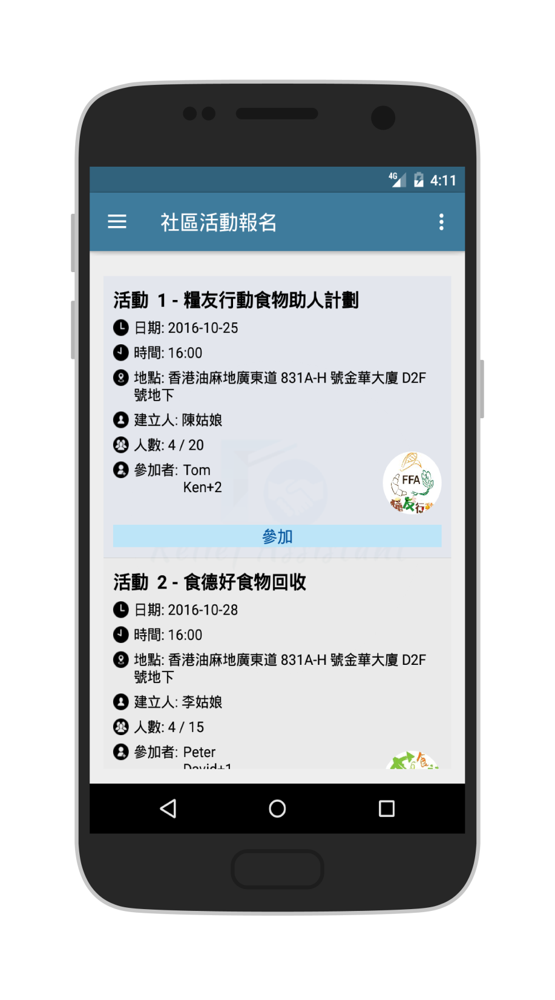 4G 4:11
社區活動報名
活動 1 - 糧友行動食物助人計劃
日期: 2016-10-25
時間: 16:00
地點: 香港油麻地廣東道 831A-H 號金華大廈 D2F
號地下
建立人: 陳姑娘
人數: 4 / 20
參加者: Tom
Ken+2
FFA
糧友行動
參加
Relief Assistant
活動 2 - 食德好食物回收
日期: 2016-10-28
時間: 16:00
地點: 香港油麻地廣東道 831A-H 號金華大廈 D2F
號地下
建立人: 李姑娘
人數: 4 / 15
參加者: Peter
David+1
食